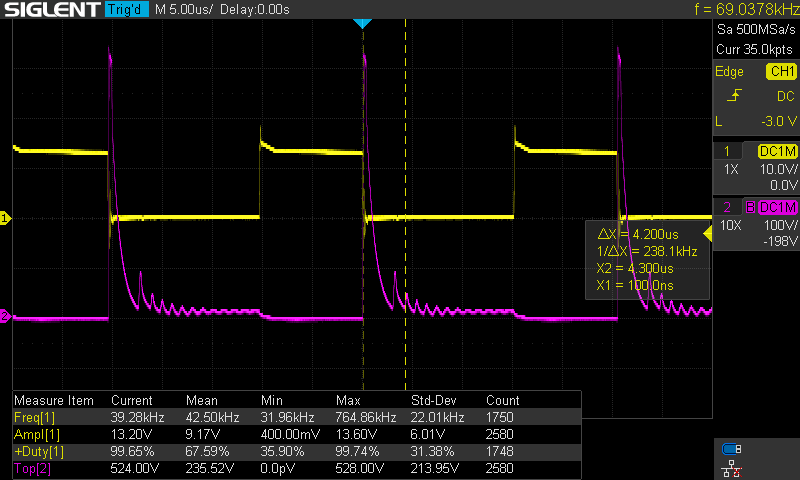 SIGLENT Trig'd M 5.00us/ Delay:0.00s f = 69.0378kHz
Sa 500MSa/s
Curr 35.0kpts
Edge CH1
DC
L -3.0 V
1 DC1M
1X 10.0V/
0.0V
2 B DC1M
10X 100V/
-198V
1
2
ΔX = 4.200us
1/ΔX = 238.1kHz
X2 = 4.300us
X1 = 100.0ns
Measure Item Current Mean Min Max Std-Dev Count
Freq[1] 39.28kHz 42.50kHz 31.96kHz 764.86kHz 22.01kHz 1750
Ampl[1] 13.20V 9.17V 400.00mV 13.60V 6.01V 2580
+Duty[1] 99.65% 67.59% 35.90% 99.74% 31.38% 1748
Top[2] 524.00V 235.52V 0.0pV 528.00V 213.95V 2580